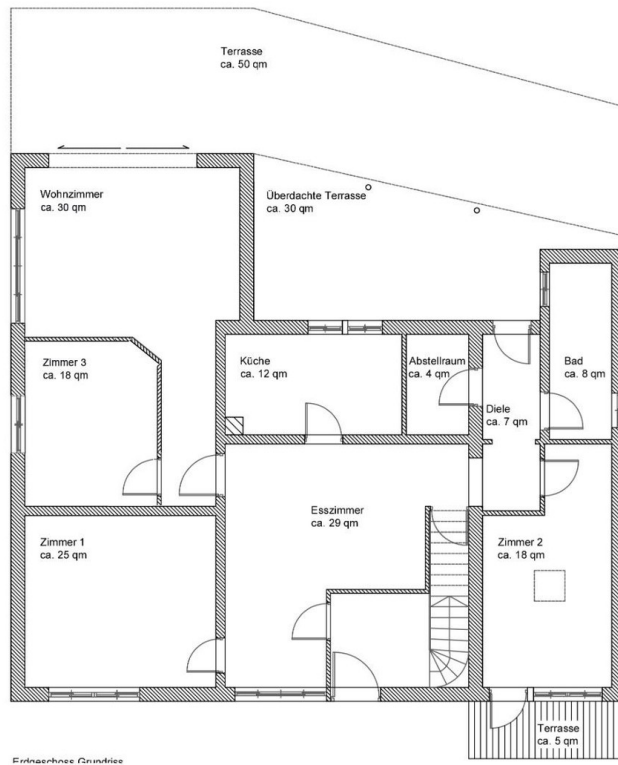 Terrasse
ca. 50 qm
Wohnzimmer
ca. 30 qm
Überdachte Terrasse
ca. 30 qm
Zimmer 3
ca. 18 qm
Küche
ca. 12 qm
Abstellraum
ca. 4 qm
Bad
ca. 8 qm
Diele
ca. 7 qm
Esszimmer
ca. 29 qm
Zimmer 1
ca. 25 qm
Zimmer 2
ca. 18 qm
Terrasse
ca. 5 qm
Erdgeschoss Grundriss